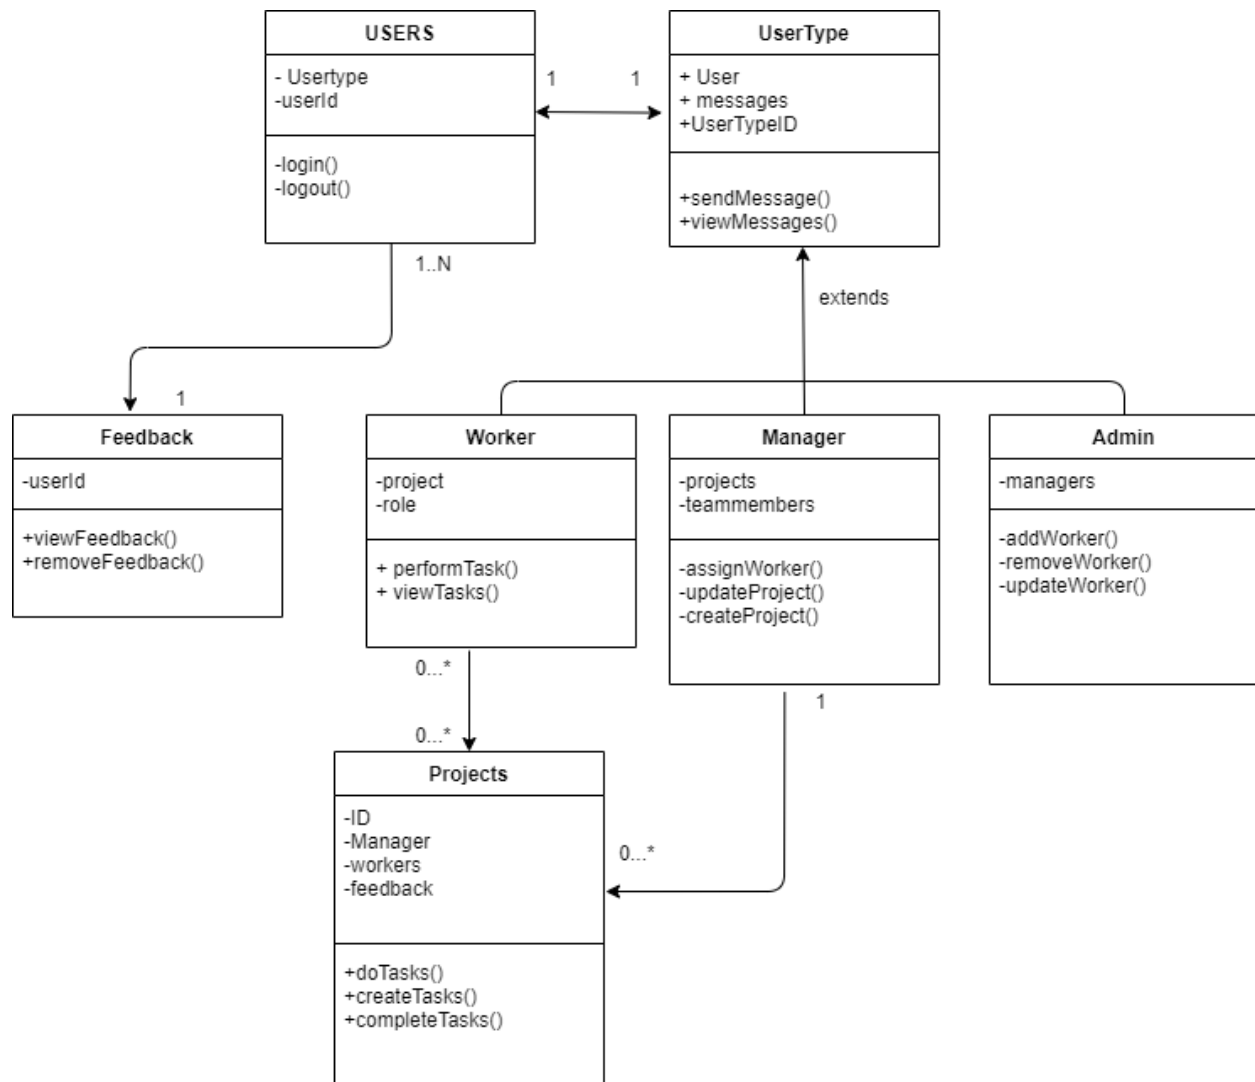 USERS
- Usertype
-userId
-login()
-logout()
1
1
UserType
+ User
+ messages
+UserTypeID
+sendMessage()
+viewMessages()
1..N
extends
1
Feedback
-userId
+viewFeedback()
+removeFeedback()
Worker
-project
-role
+ performTask()
+ viewTasks()
Manager
-projects
-teammembers
-assignWorker()
-updateProject()
-createProject()
Admin
-managers
-addWorker()
-removeWorker()
-updateWorker()
0...*
1
0...*
Projects
-ID
-Manager
-workers
-feedback
0...*
+doTasks()
+createTasks()
+completeTasks()